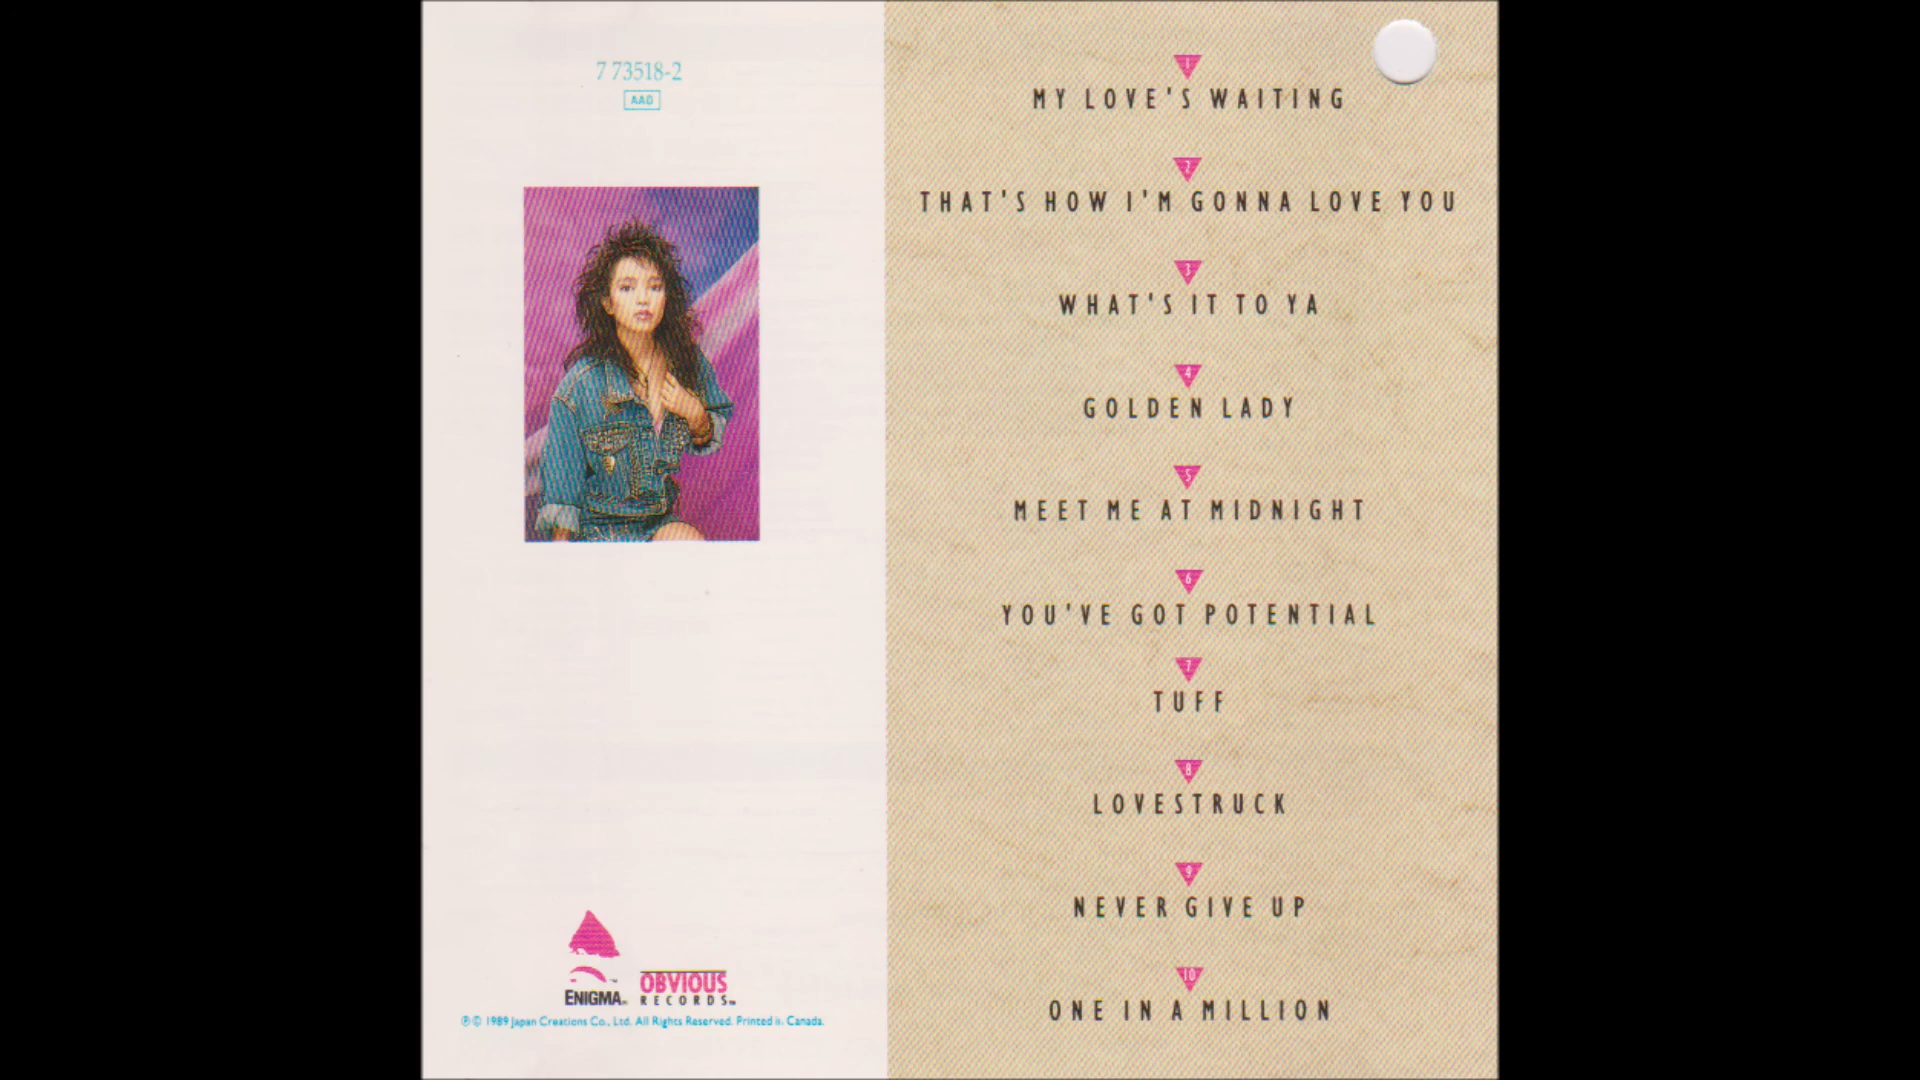 7 73518-2
AAD
ENIGMA
OBVIOUS
RECORDS
℗© 1989 Japan Creations Co., Ltd. All Rights Reserved. Printed in Canada.
1
MY LOVE'S WAITING
2
THAT'S HOW I'M GONNA LOVE YOU
3
WHAT'S IT TO YA
4
GOLDEN LADY
5
MEET ME AT MIDNIGHT
6
YOU'VE GOT POTENTIAL
7
TUFF
8
LOVESTRUCK
9
NEVER GIVE UP
10
ONE IN A MILLION